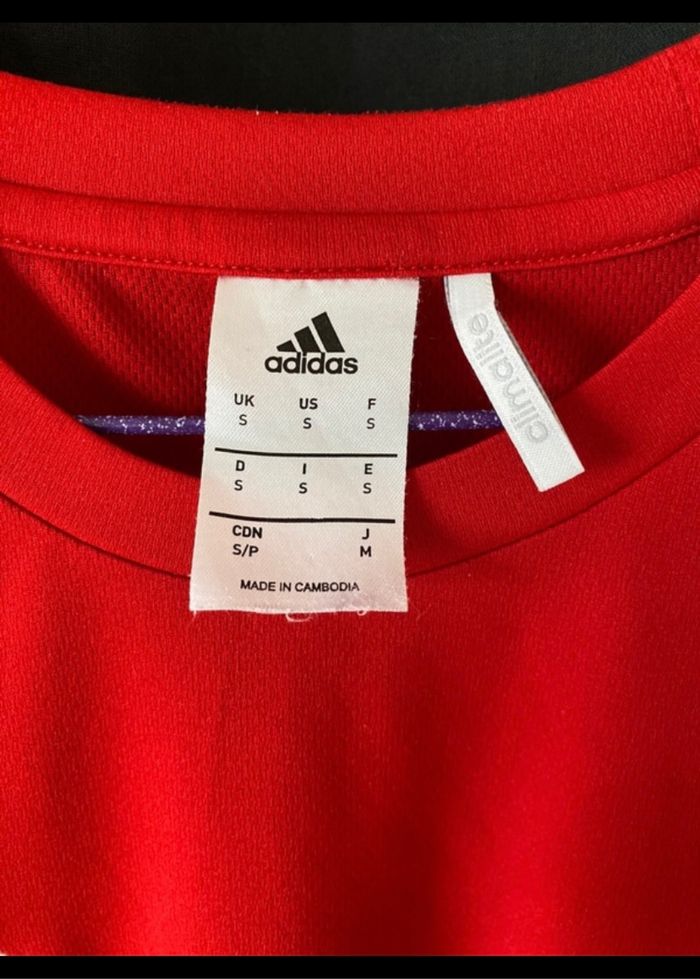 adidas
UK US F
S S S
D I E
S S S
CDN J
S/P M
MADE IN CAMBODIA
climalite